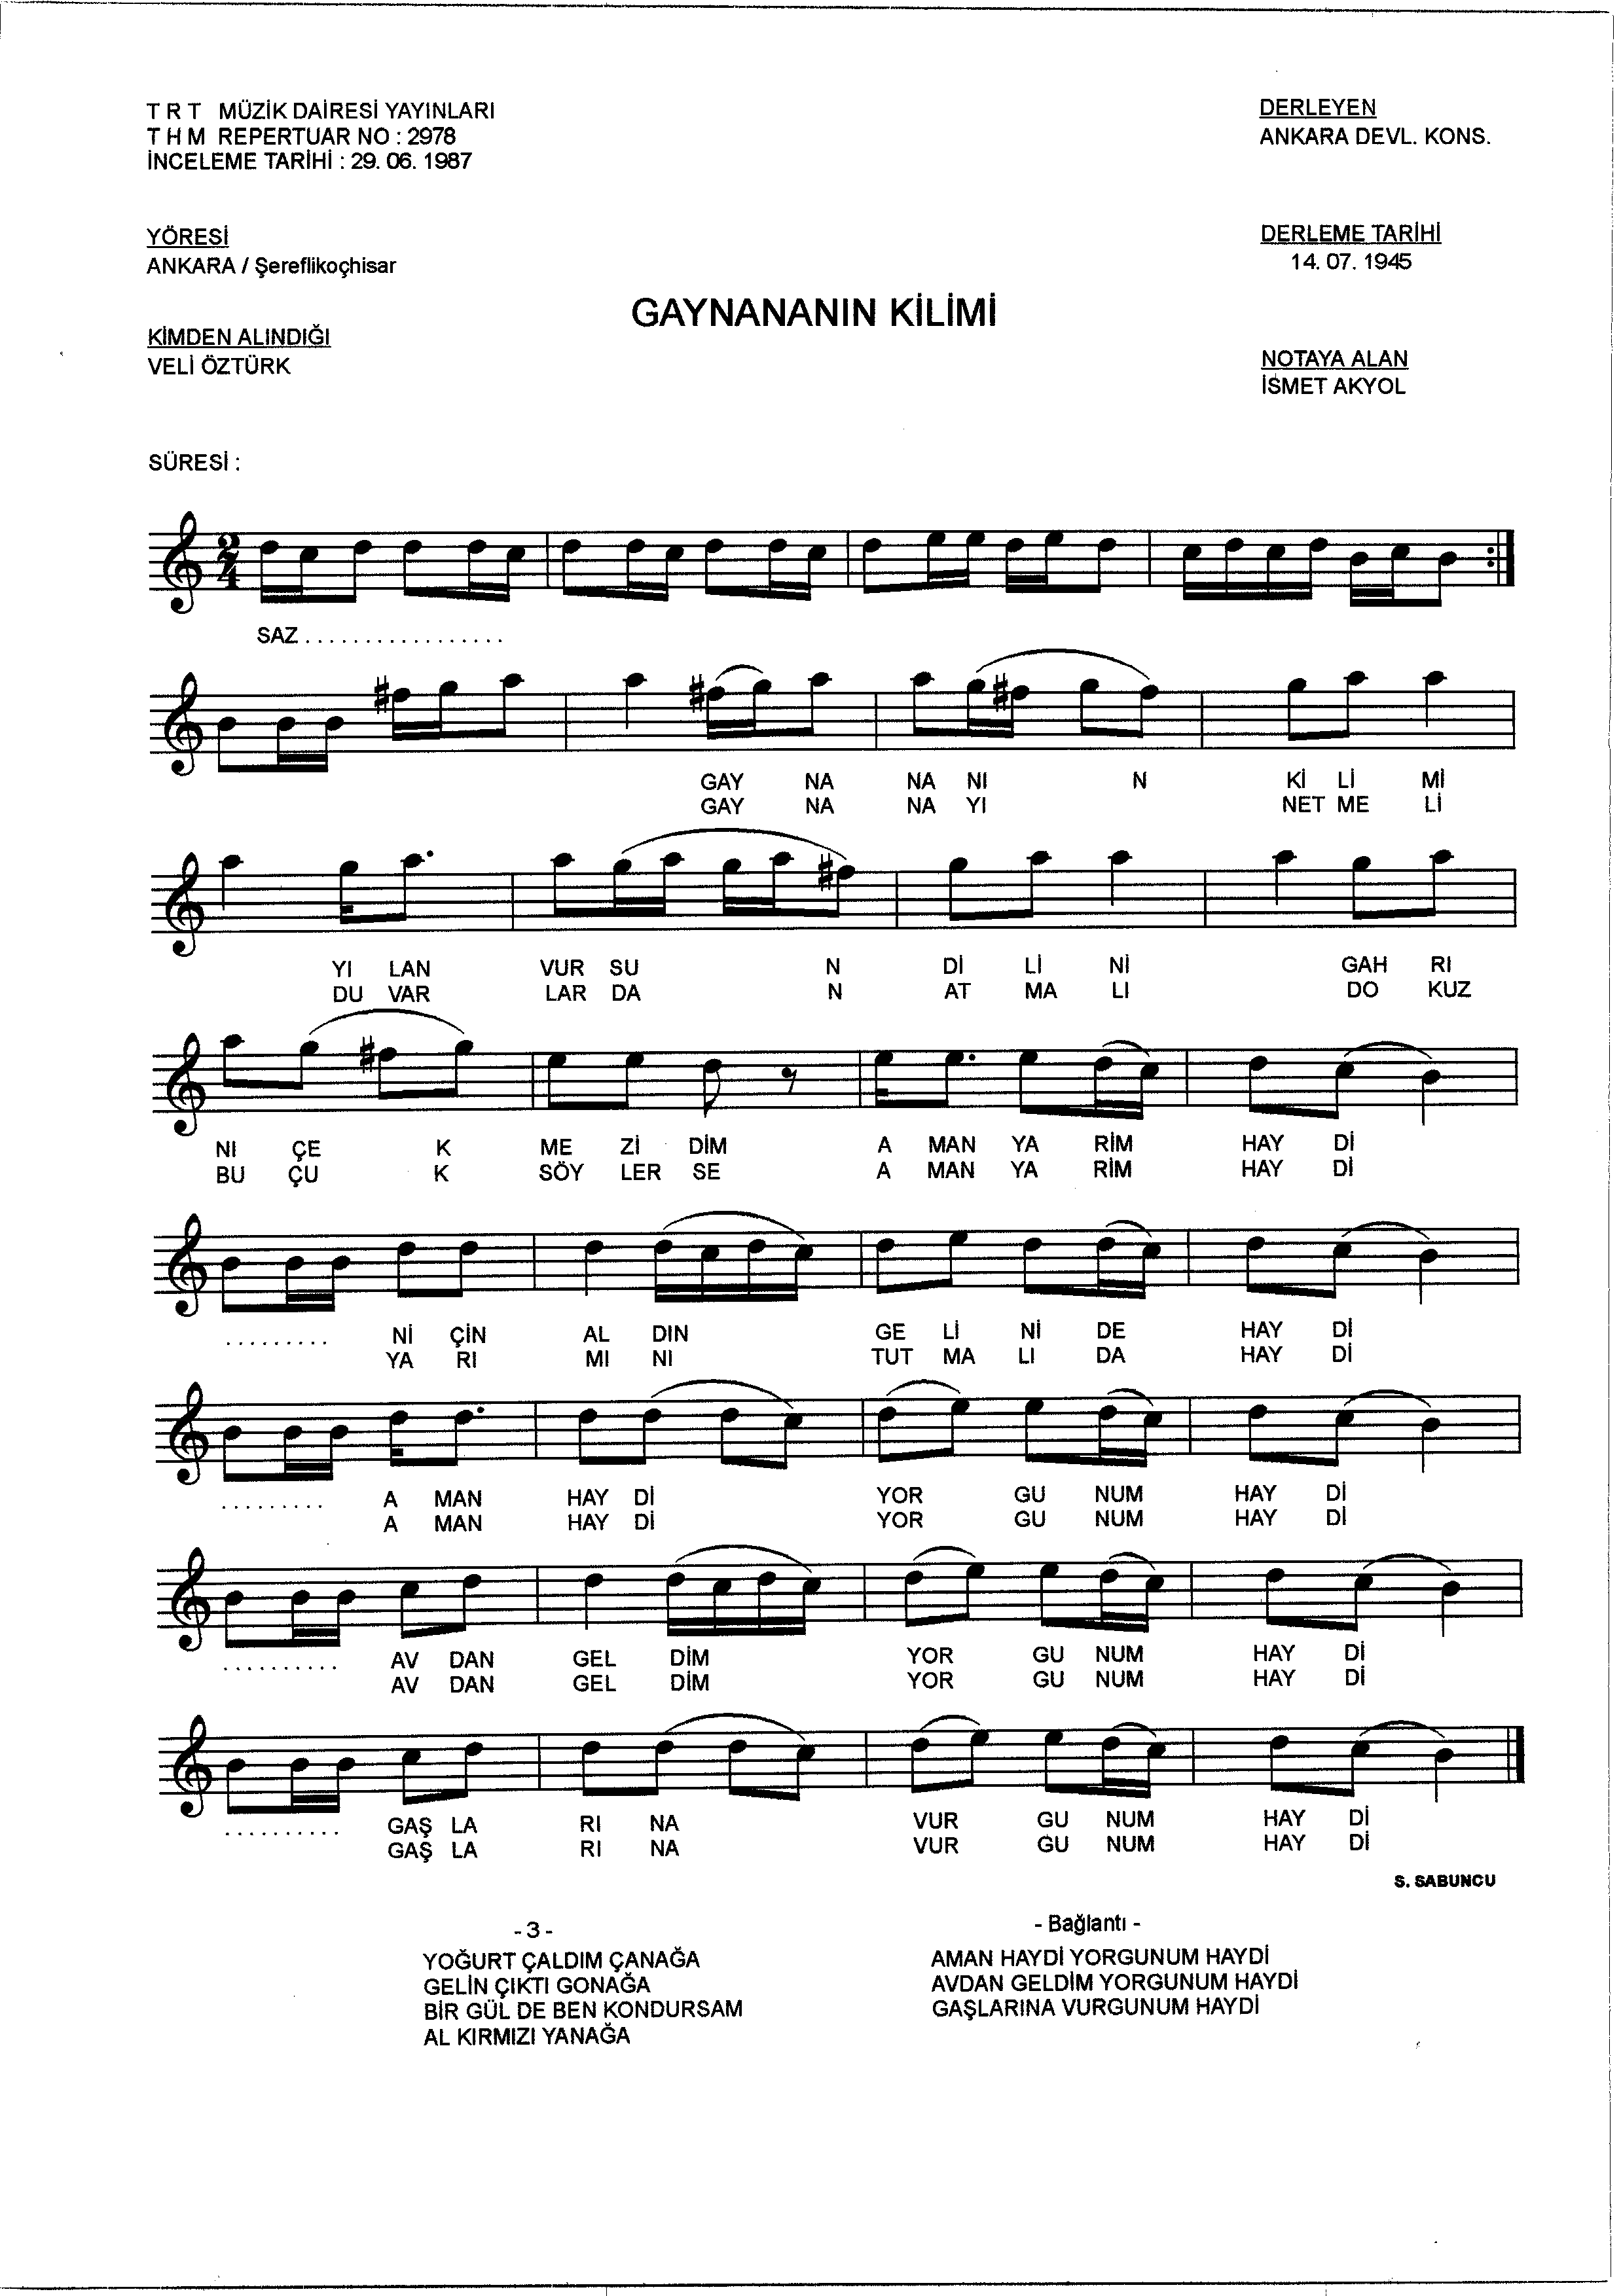 T R T MÜZİK DAİRESİ YAYINLARI
T H M REPERTUAR NO : 2978
İNCELEME TARİHİ : 29. 06. 1987
DERLEYEN
ANKARA DEVL. KONS.
YÖRESİ
ANKARA / Şereflikoçhisar
DERLEME TARİHİ
14. 07. 1945
GAYNANANIN KİLİMİ
KİMDEN ALINDIĞI
VELİ ÖZTÜRK
NOTAYA ALAN
İSMET AKYOL
SÜRESİ :
2
4
SAZ . . . . . . . . . . . . . . . . .
GAY NA NA NI N Kİ Lİ Mİ
GAY NA NA YI NET ME Lİ
YI LAN VUR SU N Dİ Lİ Nİ GAH RI
DU VAR LAR DA N AT MA LI DO KUZ
NI ÇE K ME Zİ DİM A MAN YA RİM HAY Dİ
BU ÇU K SÖY LER SE A MAN YA RİM HAY Dİ
. . . . . . . . . Nİ ÇİN AL DIN GE Lİ Nİ DE HAY Dİ
YA RI MI NI TUT MA LI DA HAY Dİ
. . . . . . . . . A MAN HAY Dİ YOR GU NUM HAY Dİ
A MAN HAY Dİ YOR GU NUM HAY Dİ
. . . . . . . . . . AV DAN GEL DİM YOR GU NUM HAY Dİ
AV DAN GEL DİM YOR GU NUM HAY Dİ
. . . . . . . . . . GAŞ LA RI NA VUR GU NUM HAY Dİ
GAŞ LA RI NA VUR GU NUM HAY Dİ
S. SABUNCU
- 3 -
YOĞURT ÇALDIM ÇANAĞA
GELİN ÇIKTI GONAĞA
BİR GÜL DE BEN KONDURSAM
AL KIRMIZI YANAĞA
- Bağlantı -
AMAN HAYDİ YORGUNUM HAYDİ
AVDAN GELDİM YORGUNUM HAYDİ
GAŞLARINA VURGUNUM HAYDİ